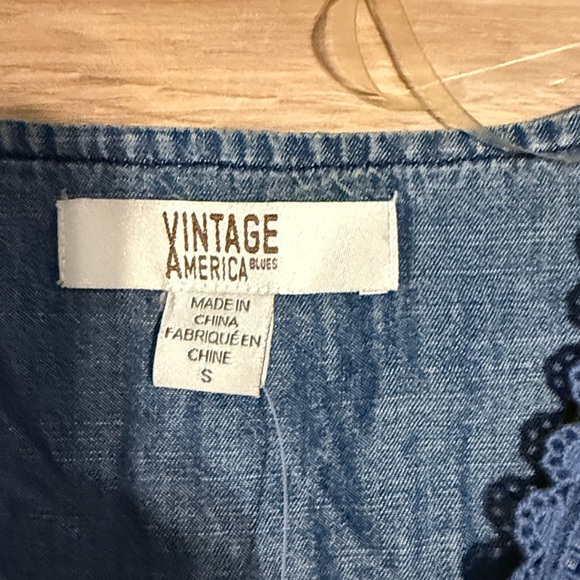 VINTAGE
AMERICA BLUES
MADE IN
CHINA
FABRIQUÉ EN
CHINE
S